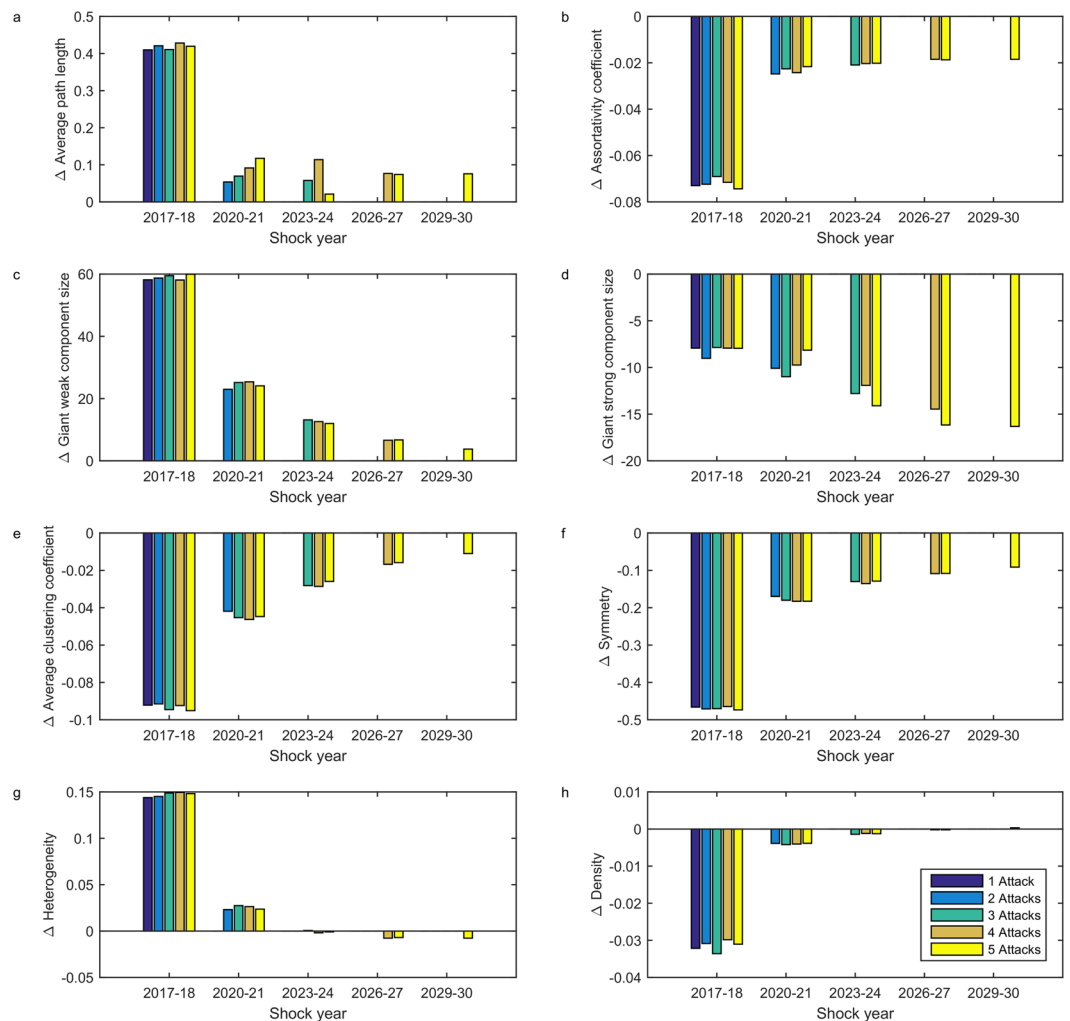 a
Δ Average path length
0.5
0.4
0.3
0.2
0.1
0
2017-18 2020-21 2023-24 2026-27 2029-30
Shock year
b
Δ Assortativity coefficient
0
-0.02
-0.04
-0.06
-0.08
2017-18 2020-21 2023-24 2026-27 2029-30
Shock year
c
Δ Giant weak component size
60
40
20
0
2017-18 2020-21 2023-24 2026-27 2029-30
Shock year
d
Δ Giant strong component size
0
-5
-10
-15
-20
2017-18 2020-21 2023-24 2026-27 2029-30
Shock year
e
Δ Average clustering coefficient
0
-0.02
-0.04
-0.06
-0.08
-0.1
2017-18 2020-21 2023-24 2026-27 2029-30
Shock year
f
Δ Symmetry
0
-0.1
-0.2
-0.3
-0.4
-0.5
2017-18 2020-21 2023-24 2026-27 2029-30
Shock year
g
Δ Heterogeneity
0.15
0.1
0.05
0
-0.05
2017-18 2020-21 2023-24 2026-27 2029-30
Shock year
h
Δ Density
0.01
0
-0.01
-0.02
-0.03
-0.04
1 Attack
2 Attacks
3 Attacks
4 Attacks
5 Attacks
2017-18 2020-21 2023-24 2026-27 2029-30
Shock year